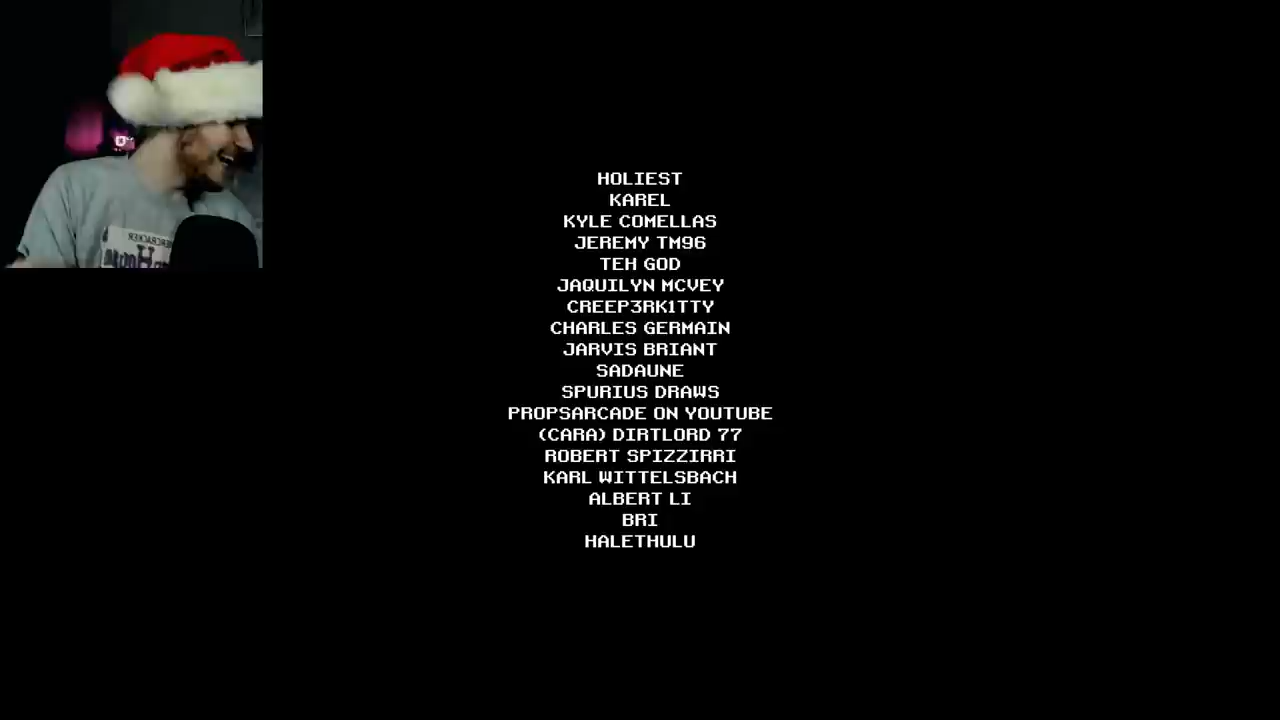 HOLIEST
KAREL
KYLE COMELLAS
JEREMY TM96
TEH GOD
JAQUILYN MCVEY
CREEP3RK1TTY
CHARLES GERMAIN
JARVIS BRIANT
SADAUNE
SPURIUS DRAWS
PROPSARCADE ON YOUTUBE
(CARA) DIRTLORD 77
ROBERT SPIZZIRRI
KARL WITTELSBACH
ALBERT LI
BRI
HALETHULU